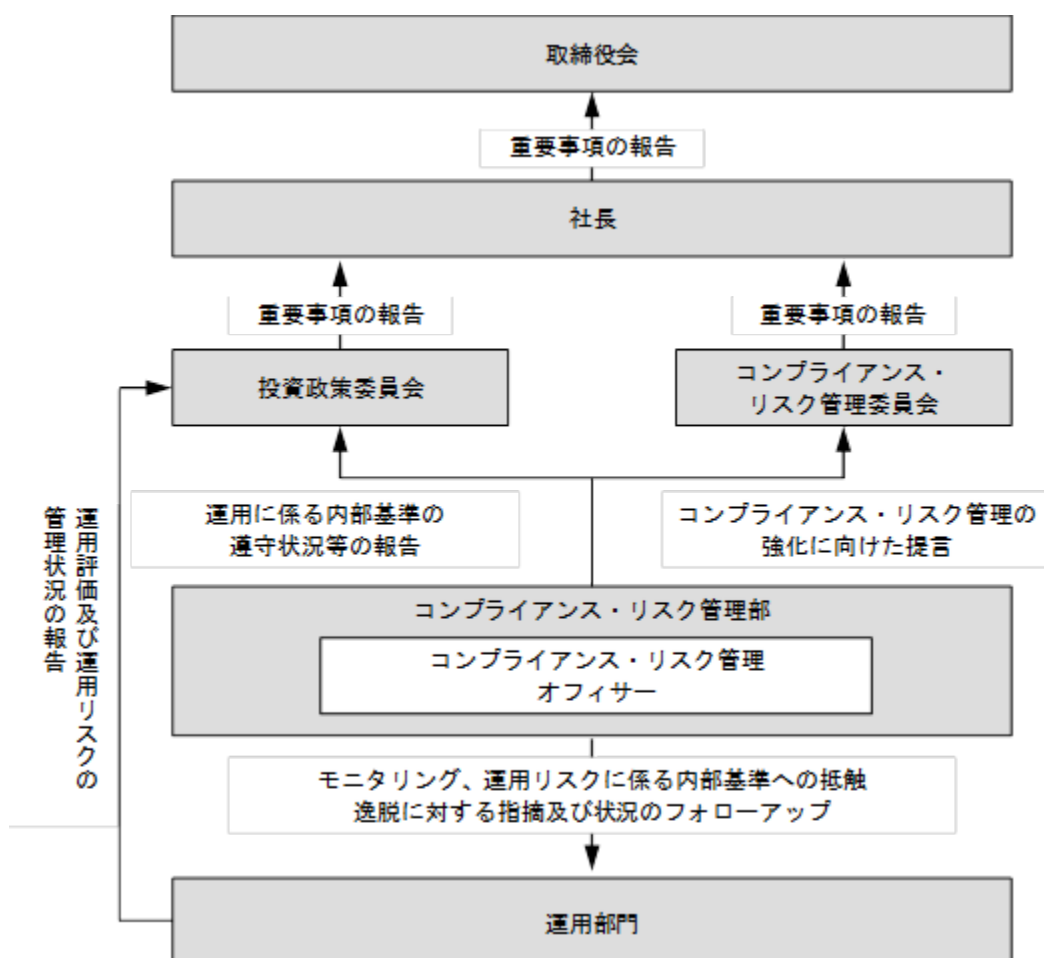 取締役会
重要事項の報告
社長
重要事項の報告
重要事項の報告
投資政策委員会
コンプライアンス・
リスク管理委員会
運用に係る内部基準の
遵守状況等の報告
コンプライアンス・リスク管理の
強化に向けた提言
運用評価及び運用リスクの
管理状況の報告
コンプライアンス・リスク管理部
コンプライアンス・リスク管理
オフィサー
モニタリング、運用リスクに係る内部基準への抵触
逸脱に対する指摘及び状況のフォローアップ
運用部門